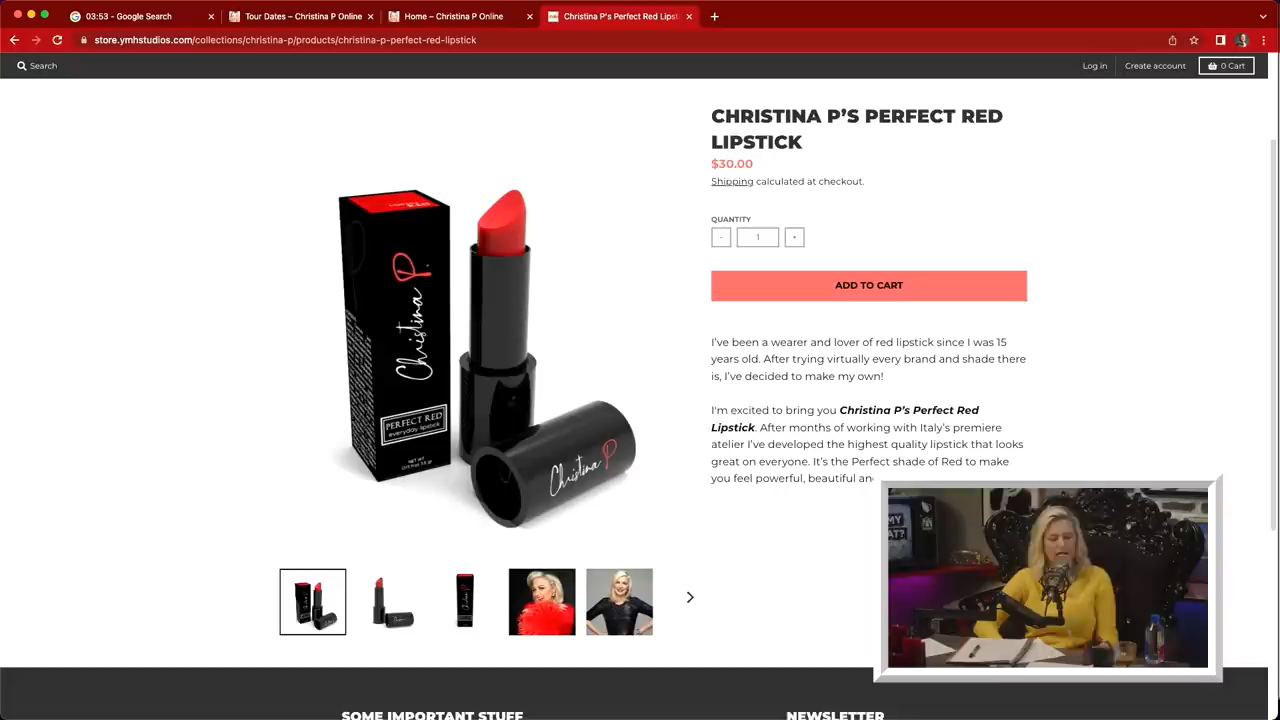 03:53 - Google Search
Tour Dates – Christina P Online
Home – Christina P Online
Christina P's Perfect Red Lipst
store.ymhstudios.com/collections/christina-p/products/christina-p-perfect-red-lipstick
Search
Log in
Create account
0 Cart
CHRISTINA P’S PERFECT RED
LIPSTICK
$30.00
Shipping calculated at checkout.
QUANTITY
- 1 +
ADD TO CART
I’ve been a wearer and lover of red lipstick since I was 15
years old. After trying virtually every brand and shade there
is, I’ve decided to make my own!
I'm excited to bring you Christina P’s Perfect Red
Lipstick. After months of working with Italy’s premiere
atelier I’ve developed the highest quality lipstick that looks
great on everyone. It’s the Perfect shade of Red to make
you feel powerful, beautiful an
Christina P.
PERFECT RED
everyday lipstick
NET WT
Christina P.
MY
AT?
SOME IMPORTANT STUFF
NEWSLETTER